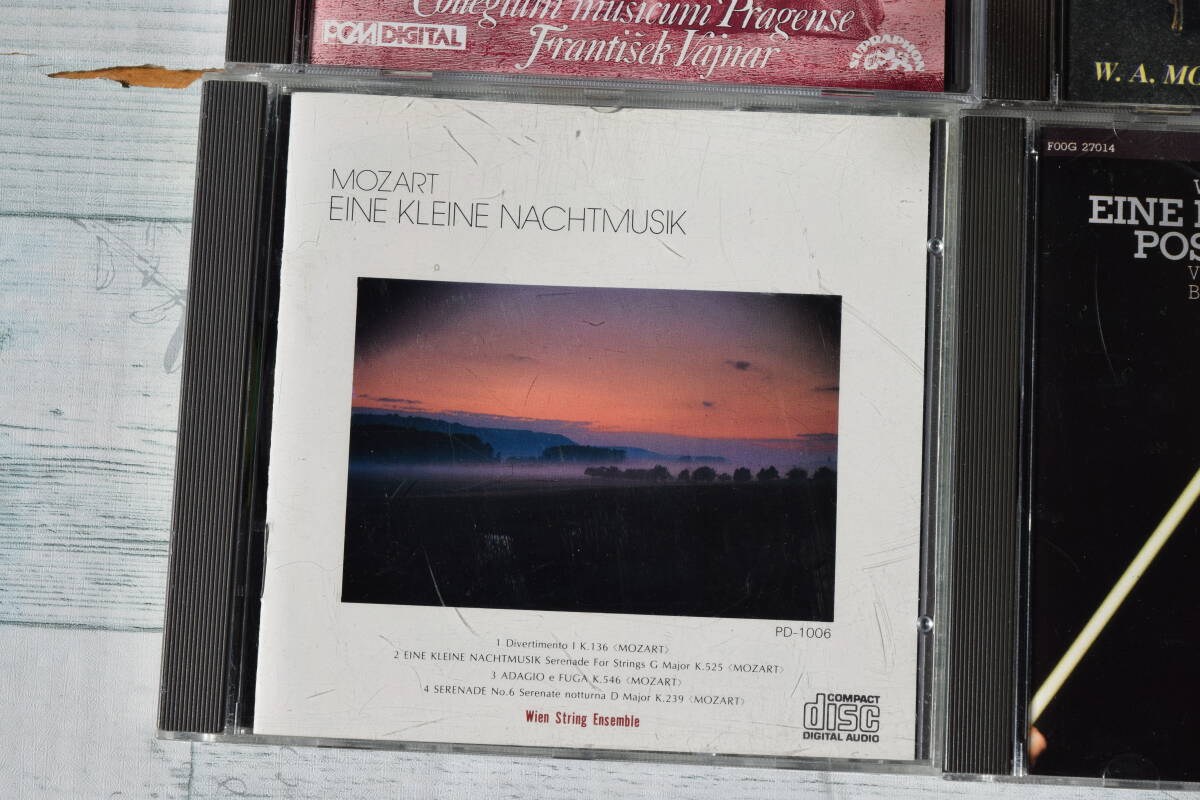 Collegium musicum Pragense
PCM DIGITAL
František Vajnar
SUPRAPHON
W. A. MO
MOZART
EINE KLEINE NACHTMUSIK
PD-1006
1 Divertimento I K.136 〈MOZART〉
2 EINE KLEINE NACHTMUSIK Serenade For Strings G Major K.525 〈MOZART〉
3 ADAGIO e FUGA K.546 〈MOZART〉
4 SERENADE No.6 Serenate notturna D Major K.239 〈MOZART〉
Wien String Ensemble
COMPACT
disc
DIGITAL AUDIO
F00G 27014
EINE
POS